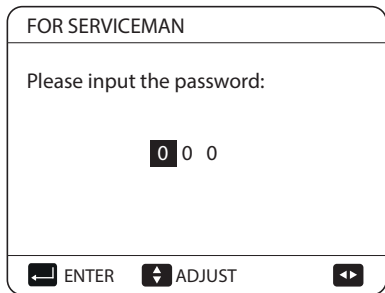 FOR SERVICEMAN
Please input the password:
0 0 0
ENTER ADJUST